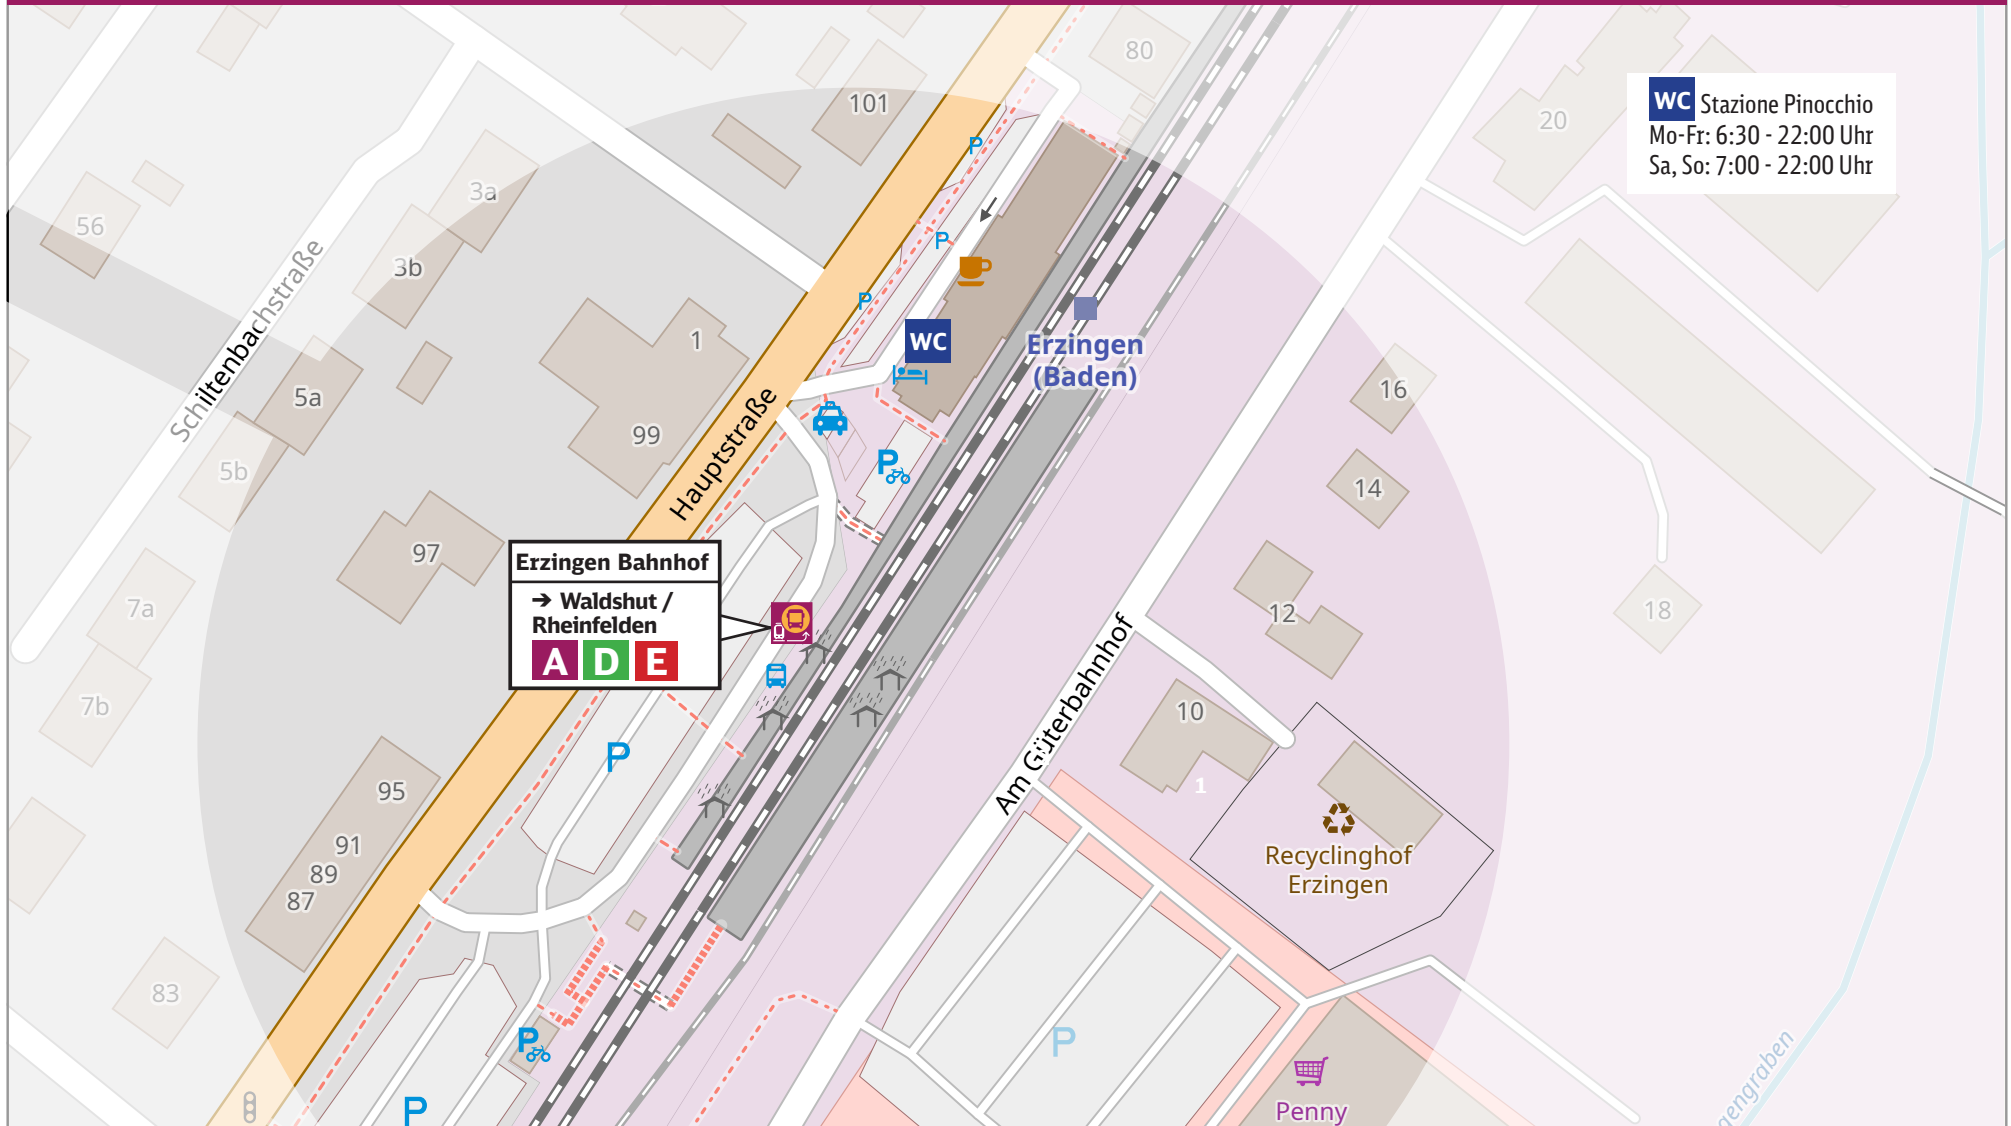 80
101
WC Stazione Pinocchio
Mo-Fr: 6:30 - 22:00 Uhr
Sa, So: 7:00 - 22:00 Uhr
20
P
3a
56
P
3b
P
1
WC
Erzingen
(Baden)
Schiltenbachstraße
5a
16
99
Hauptstraße
5b
P
14
97
Erzingen Bahnhof
➔ Waldshut /
Rheinfelden
A D E
7a
12
18
Am Güterbahnhof
7b
10
P
1
95
91
89
87
Recyclinghof
Erzingen
83
P
P
P
Penny
gengraben